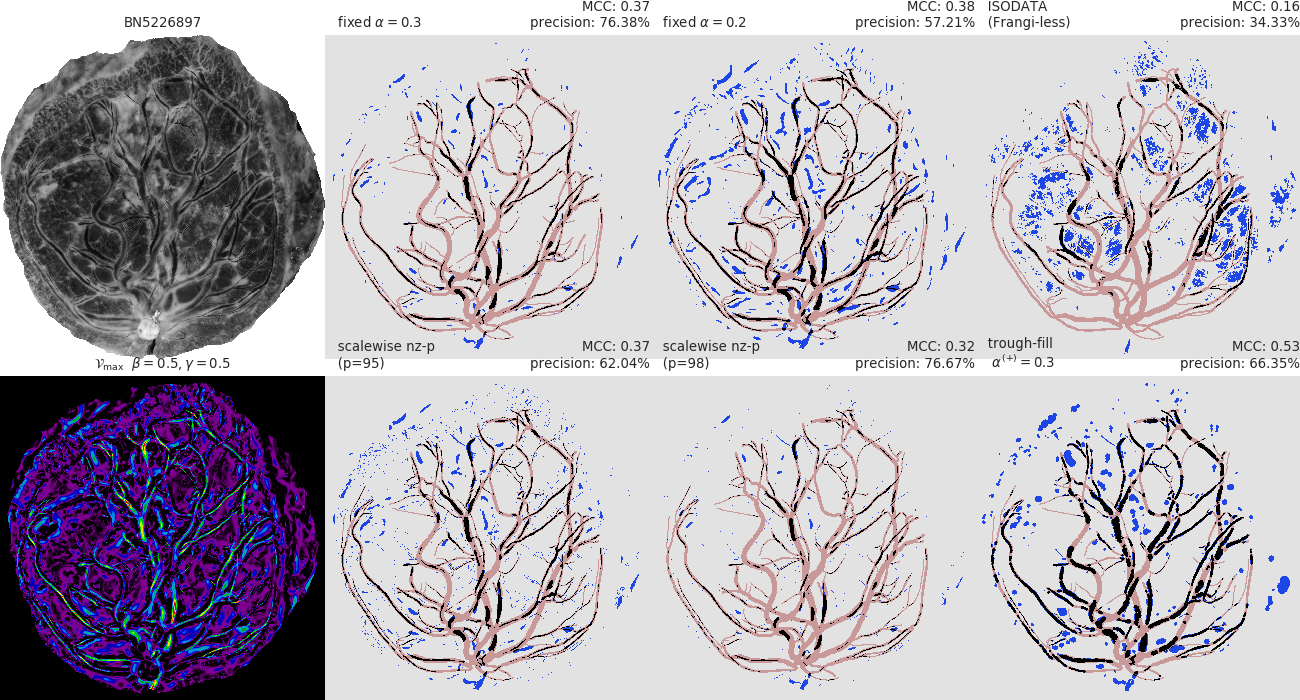 BN5226897
fixed α = 0.3
MCC: 0.37
precision: 76.38%
fixed α = 0.2
MCC: 0.38
precision: 57.21%
ISODATA
(Frangi-less)
MCC: 0.16
precision: 34.33%
𝒱max β = 0.5, γ = 0.5
scalewise nz-p
(p=95)
MCC: 0.37
precision: 62.04%
scalewise nz-p
(p=98)
MCC: 0.32
precision: 76.67%
trough-fill
α(+) = 0.3
MCC: 0.53
precision: 66.35%